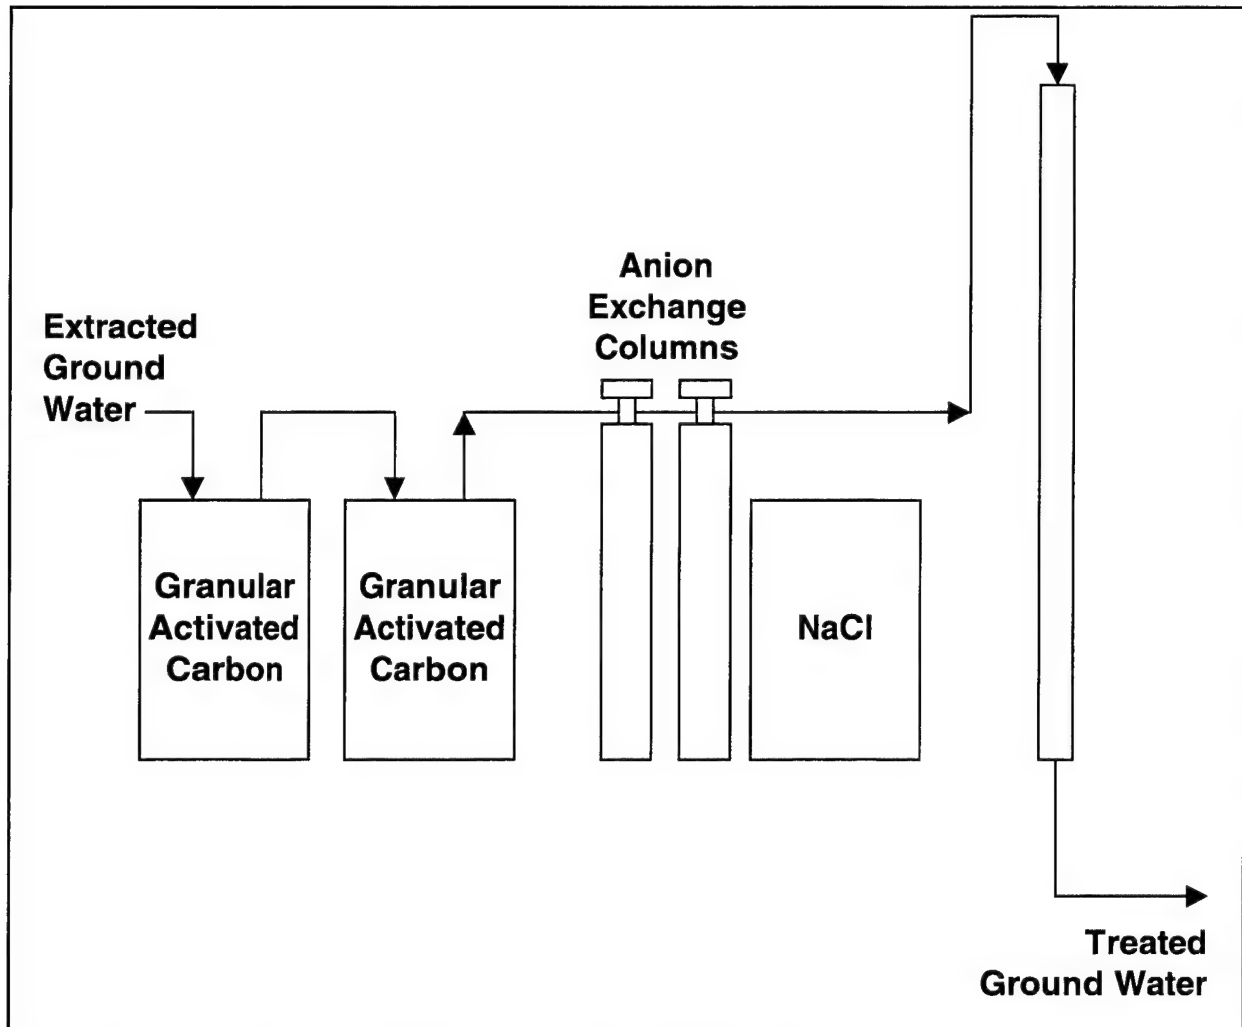 Extracted
Ground
Water
Granular
Activated
Carbon
Granular
Activated
Carbon
Anion
Exchange
Columns
NaCl
Treated
Ground Water